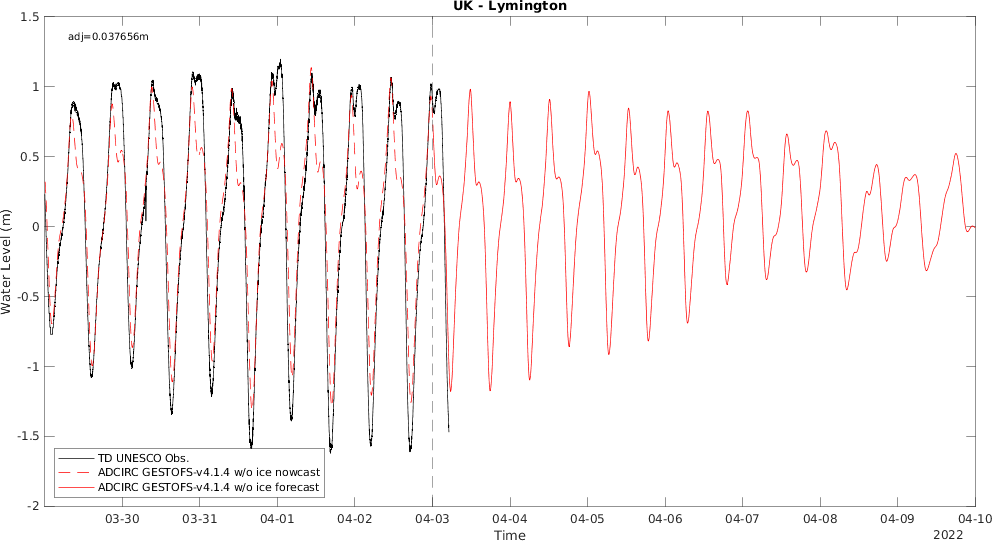 UK - Lymington
adj=0.037656m
1.5
1
0.5
0
-0.5
-1
-1.5
-2
Water Level (m)
TD UNESCO Obs.
ADCIRC GESTOFS-v4.1.4 w/o ice nowcast
ADCIRC GESTOFS-v4.1.4 w/o ice forecast
03-30 03-31 04-01 04-02 04-03 04-04 04-05 04-06 04-07 04-08 04-09 04-10
Time
2022